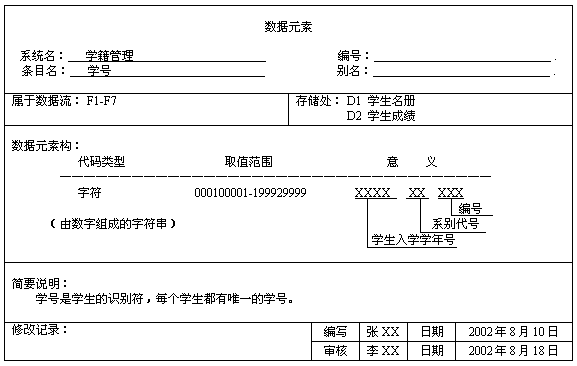 数据元素
系统名： 学籍管理 编号： .
条目名： 学号 别名： .
属于数据流： F1-F7 存储处： D1 学生名册
D2 学生成绩
数据元素构：
代码类型 取值范围 意 义
字符 000100001-199929999 XXXX XX XXX
编号
（由数字组成的字符串） 系别代号
学生入学学年号
简要说明：
学号是学生的识别符，每个学生都有唯一的学号。
修改记录： 编写 张 XX 日期 2002 年 8 月 10 日
审核 李 XX 日期 2002 年 8 月 18 日